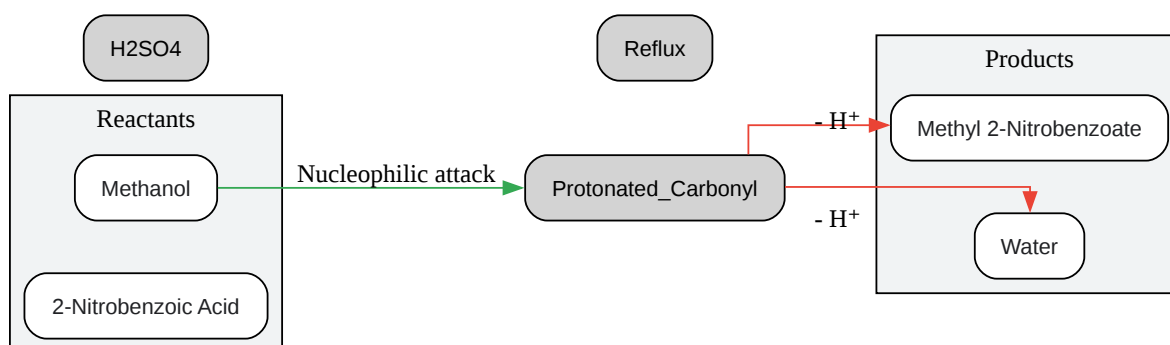 H2SO4
Reflux
Reactants
Products
Methanol
Nucleophilic attack
Protonated_Carbonyl
- H⁺
Methyl 2-Nitrobenzoate
- H⁺
Water
2-Nitrobenzoic Acid